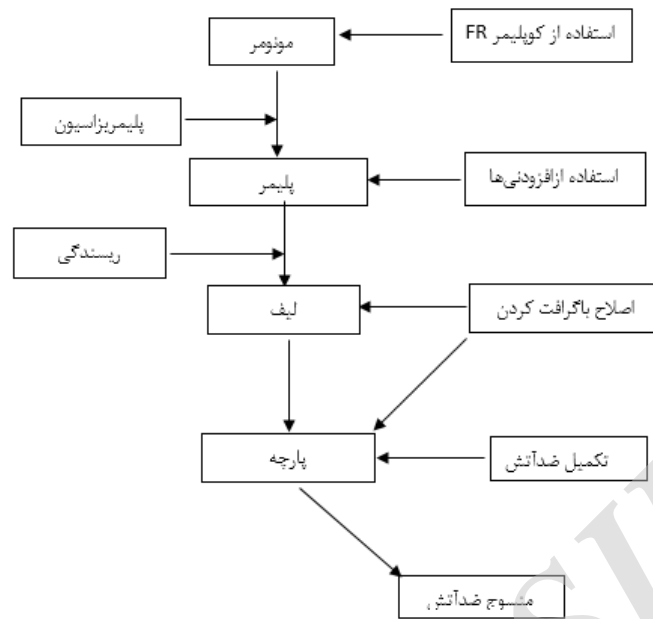 استفاده از کوپلیمر FR
مونومر
پلیمریزاسیون
استفاده ازافزودنی‌ها
پلیمر
ریسندگی
اصلاح باگرافت کردن
لیف
پارچه
تکمیل ضدآتش
منسوج ضدآتش